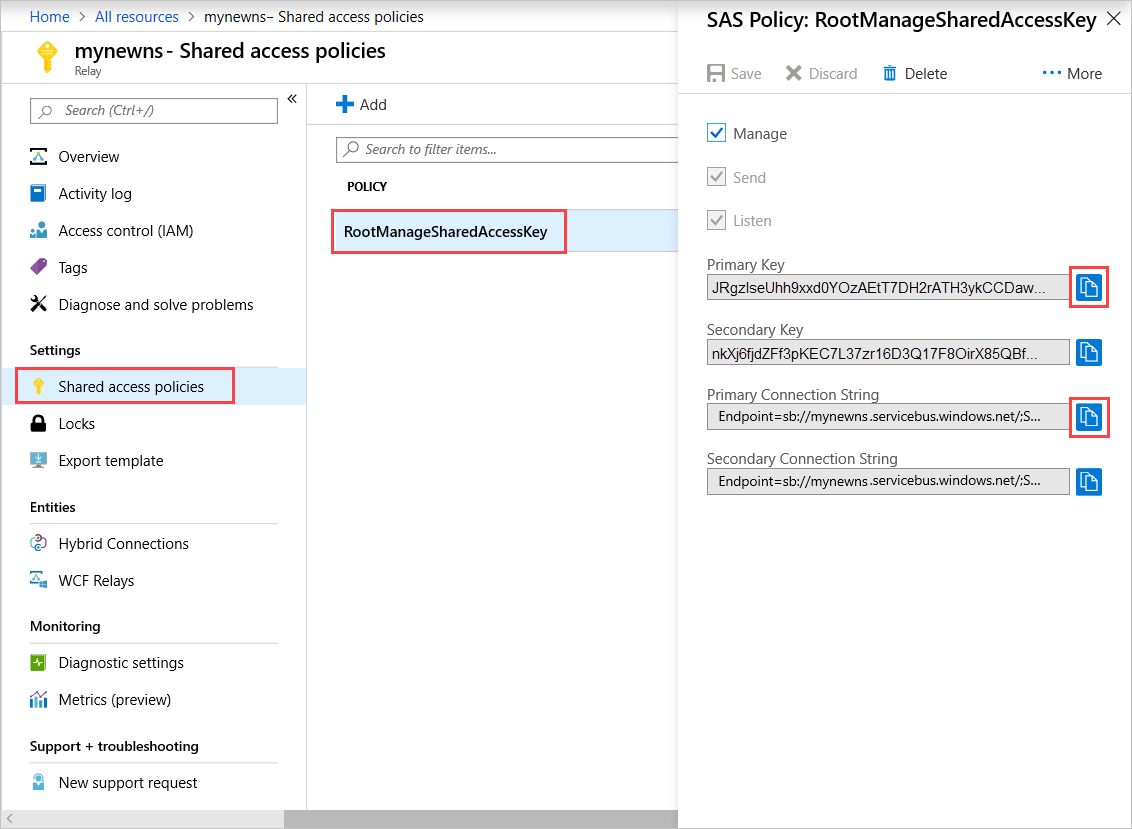 Home > All resources > mynewns– Shared access policies
mynewns - Shared access policies
Relay
Search (Ctrl+/)
Overview
Activity log
Access control (IAM)
Tags
Diagnose and solve problems
Settings
Shared access policies
Locks
Export template
Entities
Hybrid Connections
WCF Relays
Monitoring
Diagnostic settings
Metrics (preview)
Support + troubleshooting
New support request
Add
Search to filter items...
POLICY
RootManageSharedAccessKey
SAS Policy: RootManageSharedAccessKey
Save Discard Delete More
Manage
Send
Listen
Primary Key
JRgzIseUhh9xxd0YOzAEtT7DH2rATH3ykCCDaw...
Secondary Key
nkXj6fjdZFf3pKEC7L37zr16D3Q17F8OirX85QBf...
Primary Connection String
Endpoint=sb://mynewns.servicebus.windows.net/;S...
Secondary Connection String
Endpoint=sb://mynewns.servicebus.windows.net/;S...